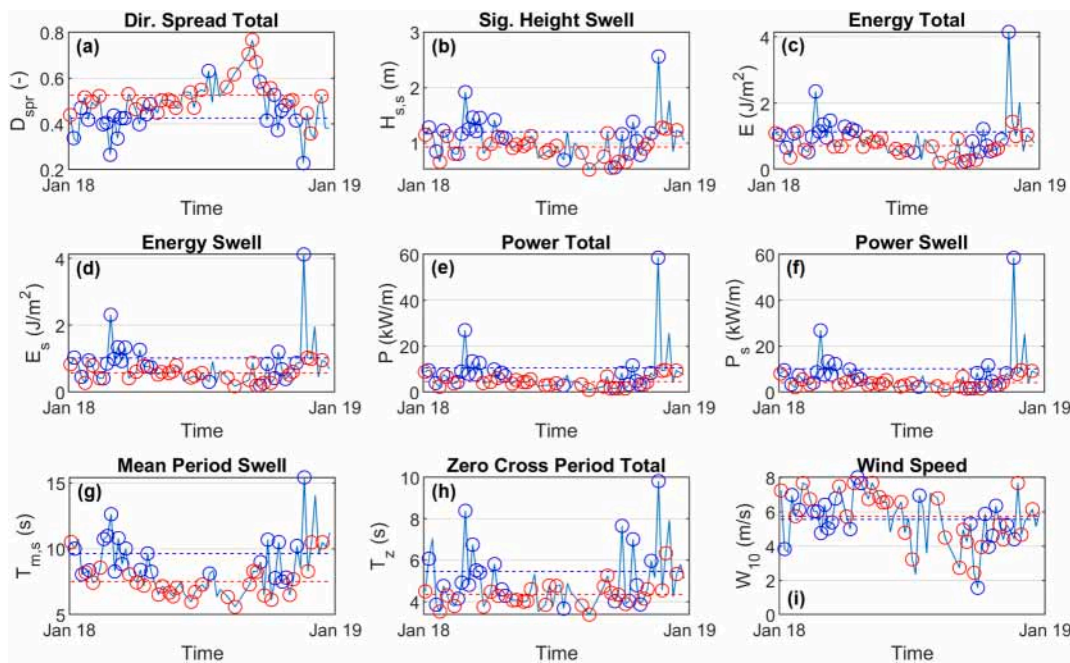 Dir. Spread Total
(a)
0.8
0.6
0.4
0.2
D_spr (-)
Jan 18
Jan 19
Time
Sig. Height Swell
(b)
3
2
1
H_s,s (m)
Jan 18
Jan 19
Time
Energy Total
(c)
4
2
0
E (J/m²)
Jan 18
Jan 19
Time
Energy Swell
(d)
4
2
0
E_s (J/m²)
Jan 18
Jan 19
Time
Power Total
(e)
60
40
20
0
P (kW/m)
Jan 18
Jan 19
Time
Power Swell
(f)
60
40
20
0
P_s (kW/m)
Jan 18
Jan 19
Time
Mean Period Swell
(g)
15
10
5
T_m,s (s)
Jan 18
Jan 19
Time
Zero Cross Period Total
(h)
10
8
6
4
T_z (s)
Jan 18
Jan 19
Time
Wind Speed
8
6
4
2
0
W_10 (m/s)
(i)
Jan 18
Jan 19
Time